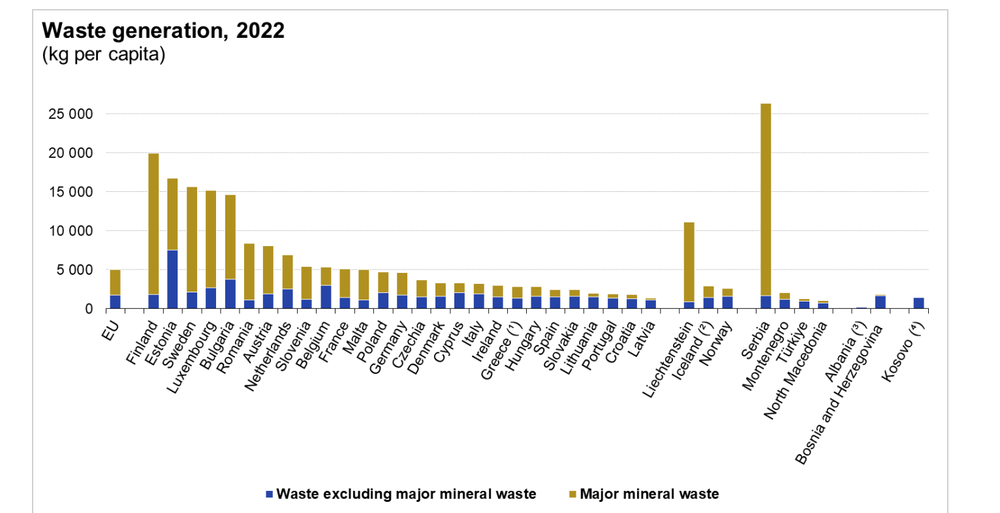 Waste generation, 2022
(kg per capita)
25 000
20 000
15 000
10 000
5 000
0
EU
Finland
Estonia
Sweden
Luxembourg
Bulgaria
Romania
Austria
Netherlands
Slovenia
Belgium
France
Malta
Poland
Germany
Czechia
Denmark
Cyprus
Italy
Ireland
Greece (¹)
Hungary
Spain
Slovakia
Lithuania
Portugal
Croatia
Latvia
Liechtenstein
Iceland (²)
Norway
Serbia
Montenegro
Türkiye
North Macedonia
Albania (³)
Bosnia and Herzegovina
Kosovo (⁴)
Waste excluding major mineral waste
Major mineral waste